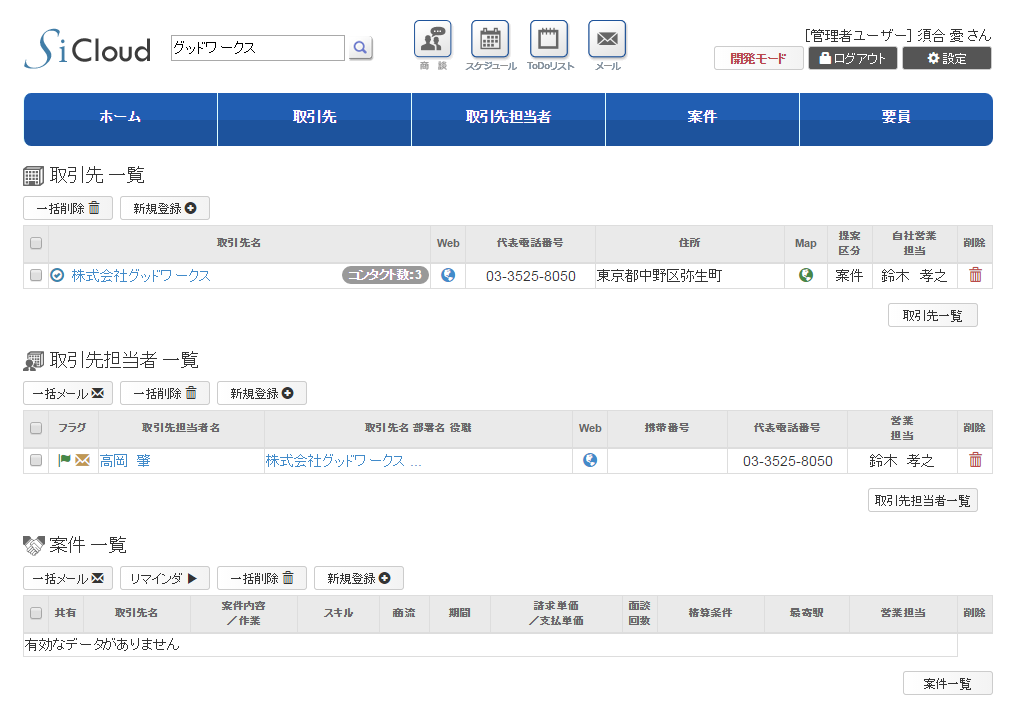 SiCloud
グッドワークス
商 談
スケジュール
ToDoリスト
メール
[管理者ユーザー] 須合 愛 さん
開発モード
ログアウト
設定
ホーム
取引先
取引先担当者
案件
要員
取引先 一覧
一括削除
新規登録
取引先名
Web
代表電話番号
住所
Map
提案
区分
自社営業
担当
削除
株式会社グッドワークス
コンタクト数:3
03-3525-8050
東京都中野区弥生町
案件
鈴木 孝之
取引先一覧
取引先担当者 一覧
一括メール
一括削除
新規登録
フラグ
取引先担当者名
取引先名 部署名 役職
Web
携帯番号
代表電話番号
営業
担当
削除
高岡 肇
株式会社グッドワークス ...
03-3525-8050
鈴木 孝之
取引先担当者一覧
案件 一覧
一括メール
リマインダ
一括削除
新規登録
共有
取引先名
案件内容
／作業
スキル
商流
期間
請求単価
／支払単価
面談
回数
精算条件
最寄駅
営業担当
削除
有効なデータがありません
案件一覧